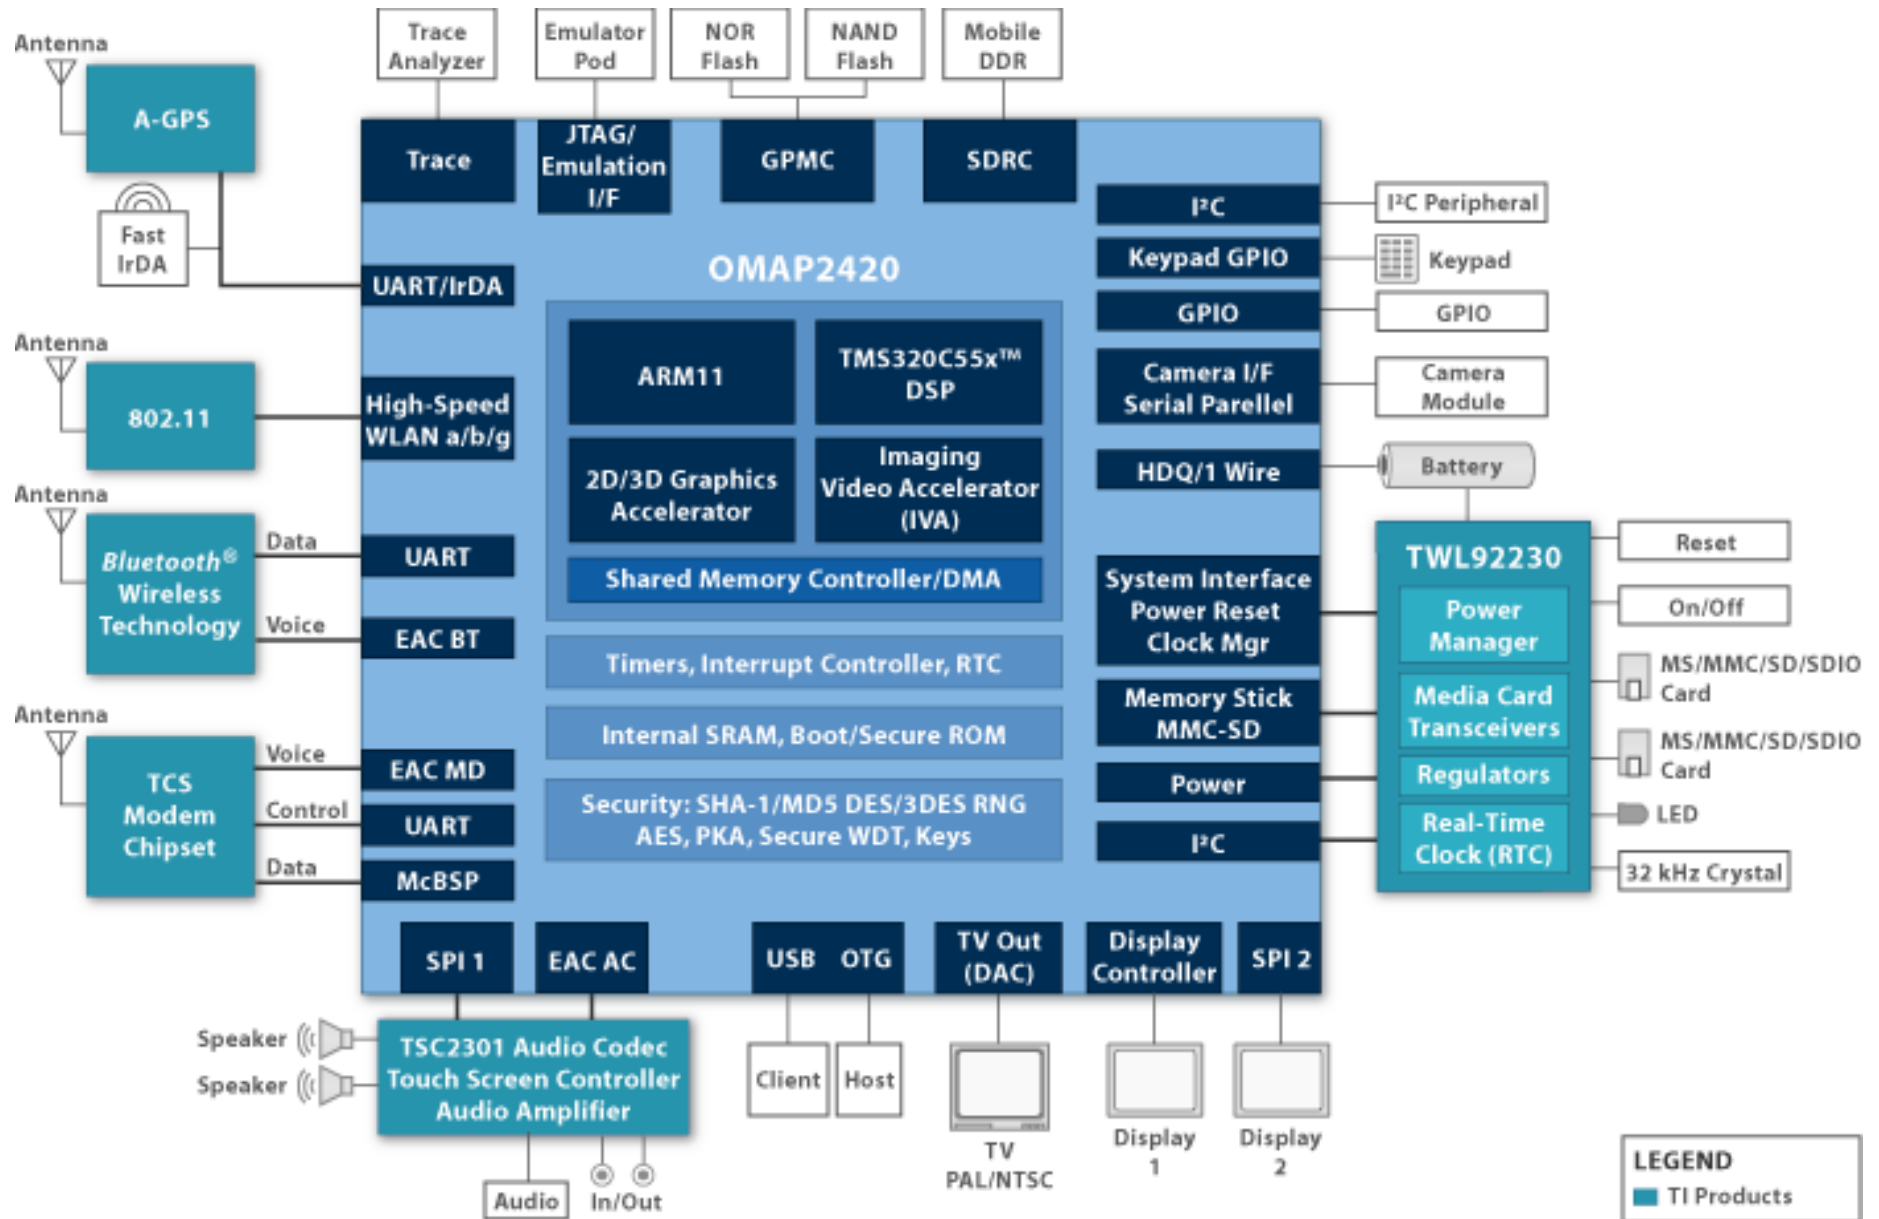 Antenna
A-GPS
Fast
IrDA
Antenna
802.11
Antenna
Bluetooth®
Wireless
Technology
Data
Voice
Antenna
TCS
Modem
Chipset
Voice
Control
Data
Trace
Analyzer
Emulator
Pod
NOR
Flash
NAND
Flash
Mobile
DDR
Trace
JTAG/
Emulation
I/F
GPMC
SDRC
UART/IrDA
High-Speed
WLAN a/b/g
UART
EAC BT
EAC MD
UART
McBSP
OMAP2420
ARM11
TMS320C55x™
DSP
2D/3D Graphics
Accelerator
Imaging
Video Accelerator
(IVA)
Shared Memory Controller/DMA
Timers, Interrupt Controller, RTC
Internal SRAM, Boot/Secure ROM
Security: SHA-1/MD5 DES/3DES RNG
AES, PKA, Secure WDT, Keys
I²C
Keypad GPIO
GPIO
Camera I/F
Serial Parellel
HDQ/1 Wire
System Interface
Power Reset
Clock Mgr
Memory Stick
MMC-SD
Power
I²C
I²C Peripheral
Keypad
GPIO
Camera
Module
Battery
TWL92230
Power
Manager
Media Card
Transceivers
Regulators
Real-Time
Clock (RTC)
Reset
On/Off
MS/MMC/SD/SDIO
Card
MS/MMC/SD/SDIO
Card
LED
32 kHz Crystal
SPI 1
EAC AC
USB OTG
TV Out
(DAC)
Display
Controller
SPI 2
Speaker
Speaker
TSC2301 Audio Codec
Touch Screen Controller
Audio Amplifier
Audio
In/Out
Client
Host
TV
PAL/NTSC
Display
1
Display
2
LEGEND
TI Products